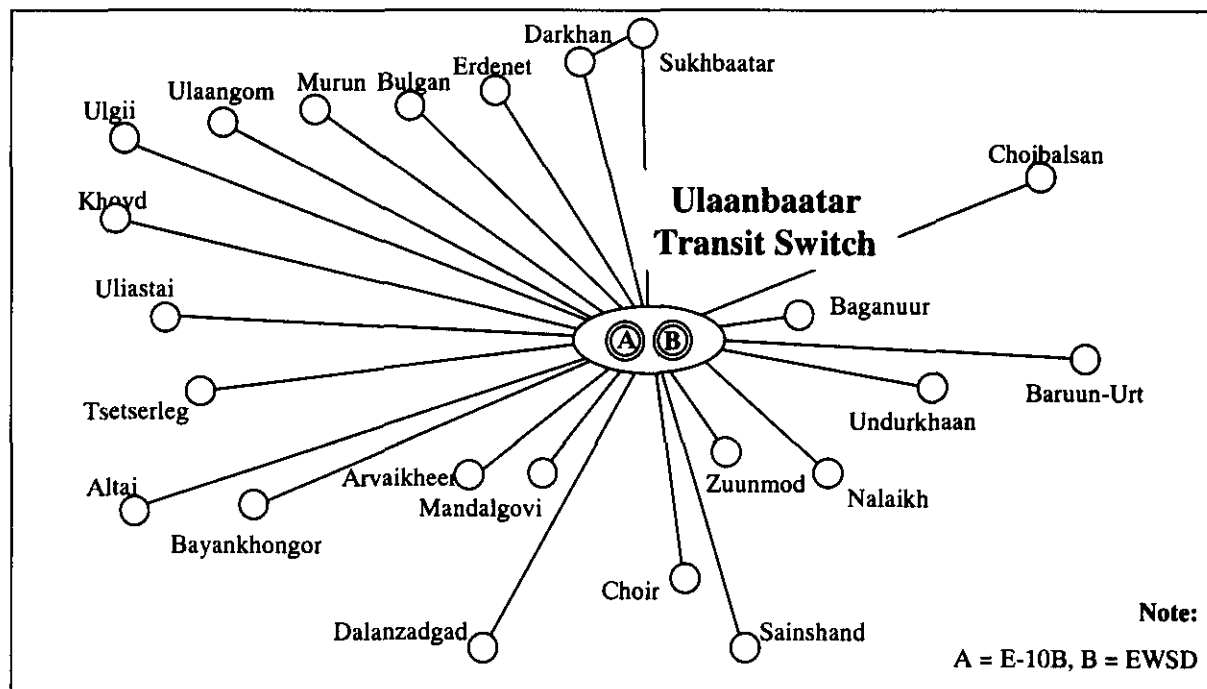 Darkhan
Sukhbaatar
Erdenet
Bulgan
Murun
Ulaangom
Ulgii
Choibalsan
Khovd
Ulaanbaatar
Transit Switch
Uliastai
Baganuur
A
B
Baruun-Urt
Tsetserleg
Undurkhaan
Arvaikheer
Zuunmod
Altai
Mandalgovi
Nalaikh
Bayankhongor
Choir
Dalanzadgad
Sainshand
Note:
A = E-10B, B = EWSD